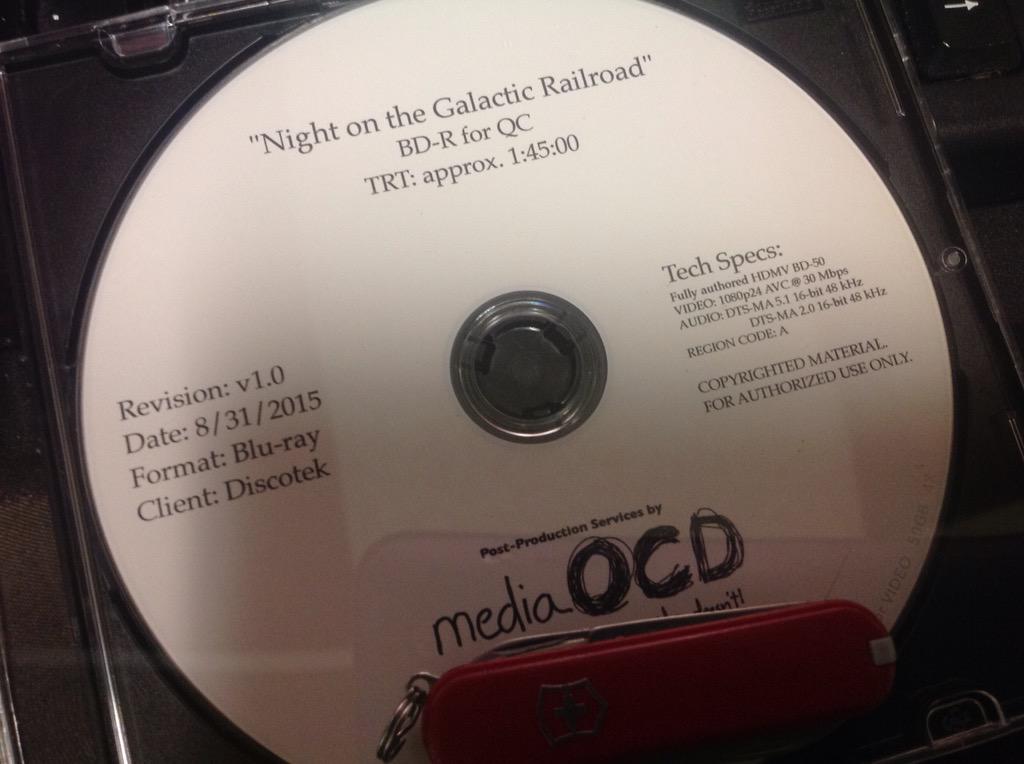 "Night on the Galactic Railroad"
BD-R for QC
TRT: approx. 1:45:00
Tech Specs:
Fully authored HDMV BD-50
VIDEO: 1080p24 AVC @ 30 Mbps
AUDIO: DTS-MA 5.1 16-bit 48 kHz
DTS-MA 2.0 16-bit 48 kHz
REGION CODE: A
COPYRIGHTED MATERIAL.
FOR AUTHORIZED USE ONLY.
Revision: v1.0
Date: 8/31/2015
Format: Blu-ray
Client: Discotek
Post-Production Services by
media OCD
VIDEO